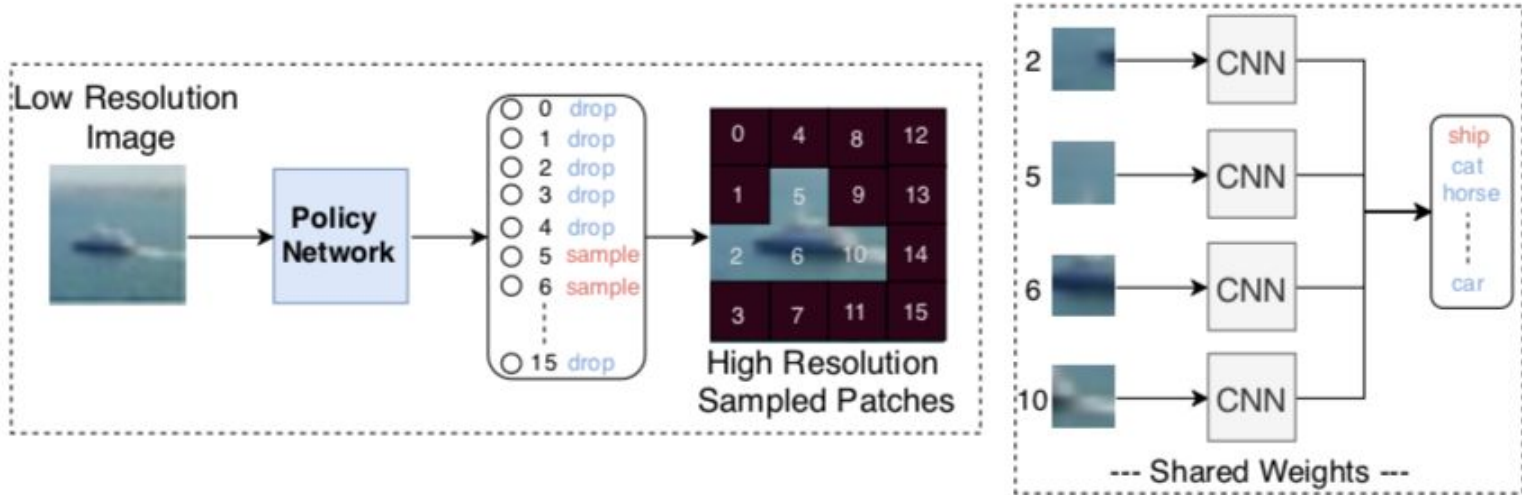 Low Resolution
Image
Policy
Network
0 drop
1 drop
2 drop
3 drop
4 drop
5 sample
6 sample
15 drop
0 4 8 12
1 5 9 13
2 6 10 14
3 7 11 15
High Resolution
Sampled Patches
2 CNN
5 CNN
6 CNN
10 CNN
--- Shared Weights ---
ship
cat
horse
car